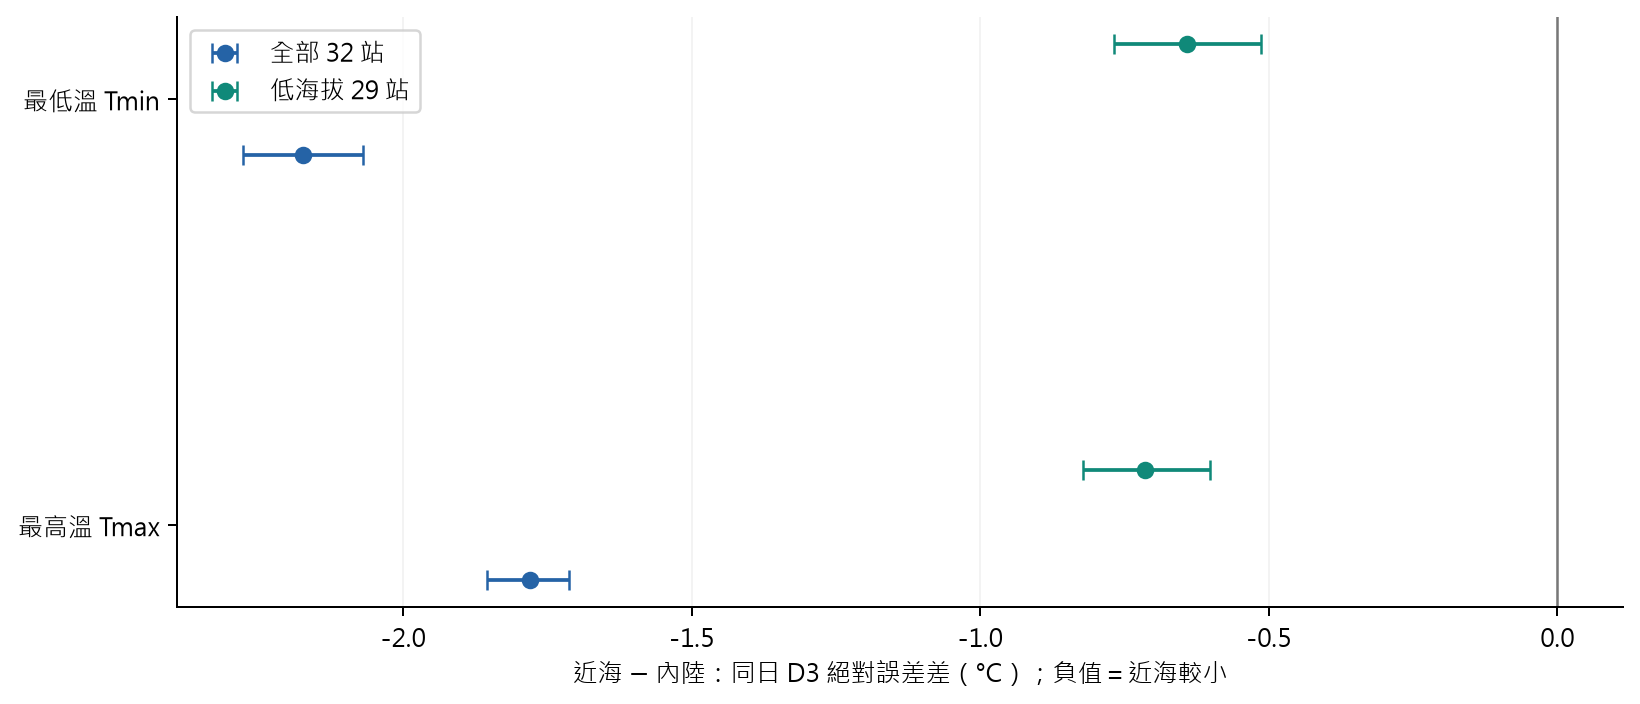 全部 32 站
低海拔 29 站
最低溫 Tmin
最高溫 Tmax
-2.0 -1.5 -1.0 -0.5 0.0
近海 − 內陸：同日 D3 絕對誤差差（°C）；負值 = 近海較小